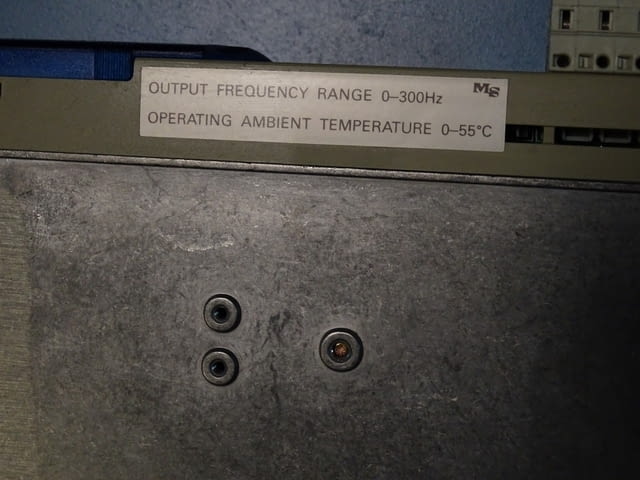 OUTPUT FREQUENCY RANGE 0–300Hz MS
OPERATING AMBIENT TEMPERATURE 0–55°C